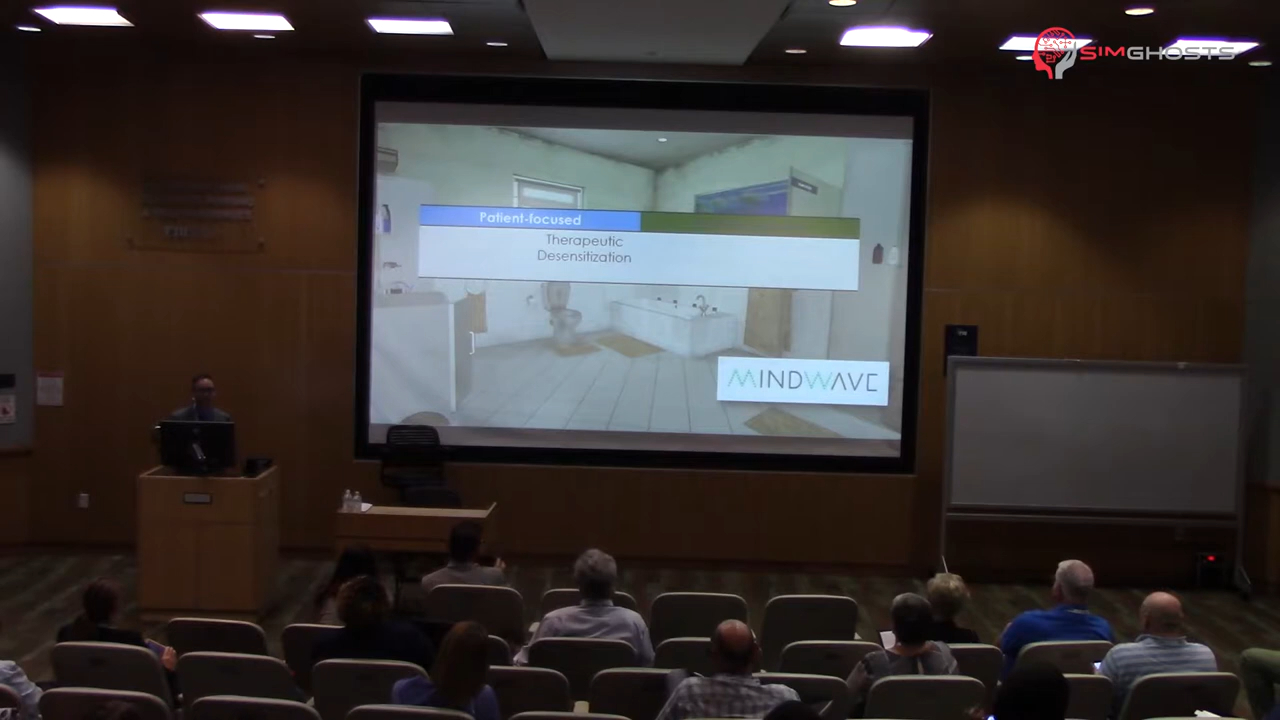 SIMGHOSTS
Patient-focused
Therapeutic
Desensitization
MINDWAVE